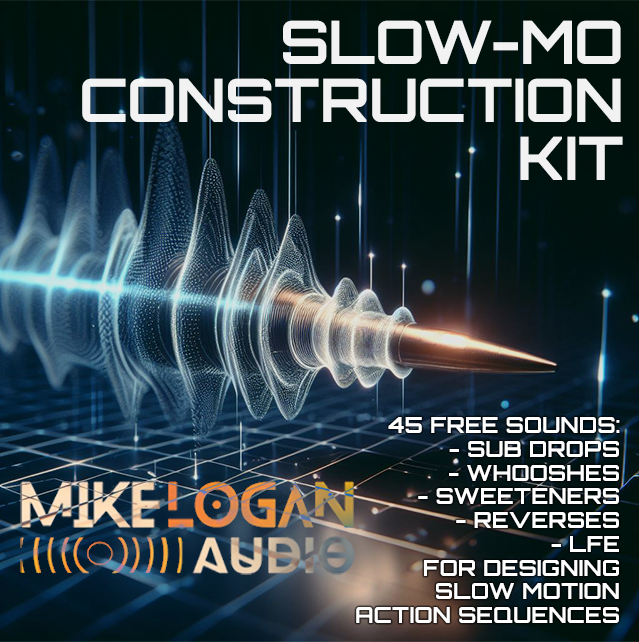 SLOW-MO
CONSTRUCTION
KIT
45 FREE SOUNDS:
- SUB DROPS
- WHOOSHES
- SWEETENERS
- REVERSES
- LFE
FOR DESIGNING
SLOW MOTION
ACTION SEQUENCES
MIKE LOGAN
AUDIO